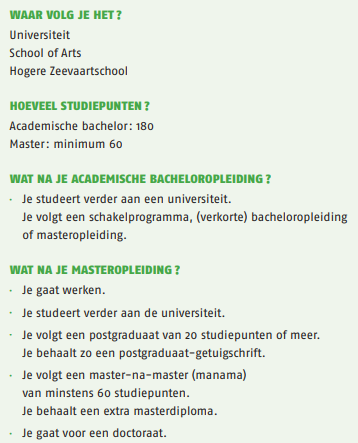 WAAR VOLG JE HET?
Universiteit
School of Arts
Hogere Zeevaartschool
HOEVEEL STUDIEPUNTEN?
Academische bachelor: 180
Master: minimum 60
WAT NA JE ACADEMISCHE BACHELOROPLEIDING?
· Je studeert verder aan een universiteit.
Je volgt een schakelprogramma, (verkorte) bacheloropleiding
of masteropleiding.
WAT NA JE MASTEROPLEIDING?
· Je gaat werken.
· Je studeert verder aan de universiteit.
· Je volgt een postgraduaat van 20 studiepunten of meer.
Je behaalt zo een postgraduaat-getuigschrift.
· Je volgt een master-na-master (manama)
van minstens 60 studiepunten.
Je behaalt een extra masterdiploma.
· Je gaat voor een doctoraat.